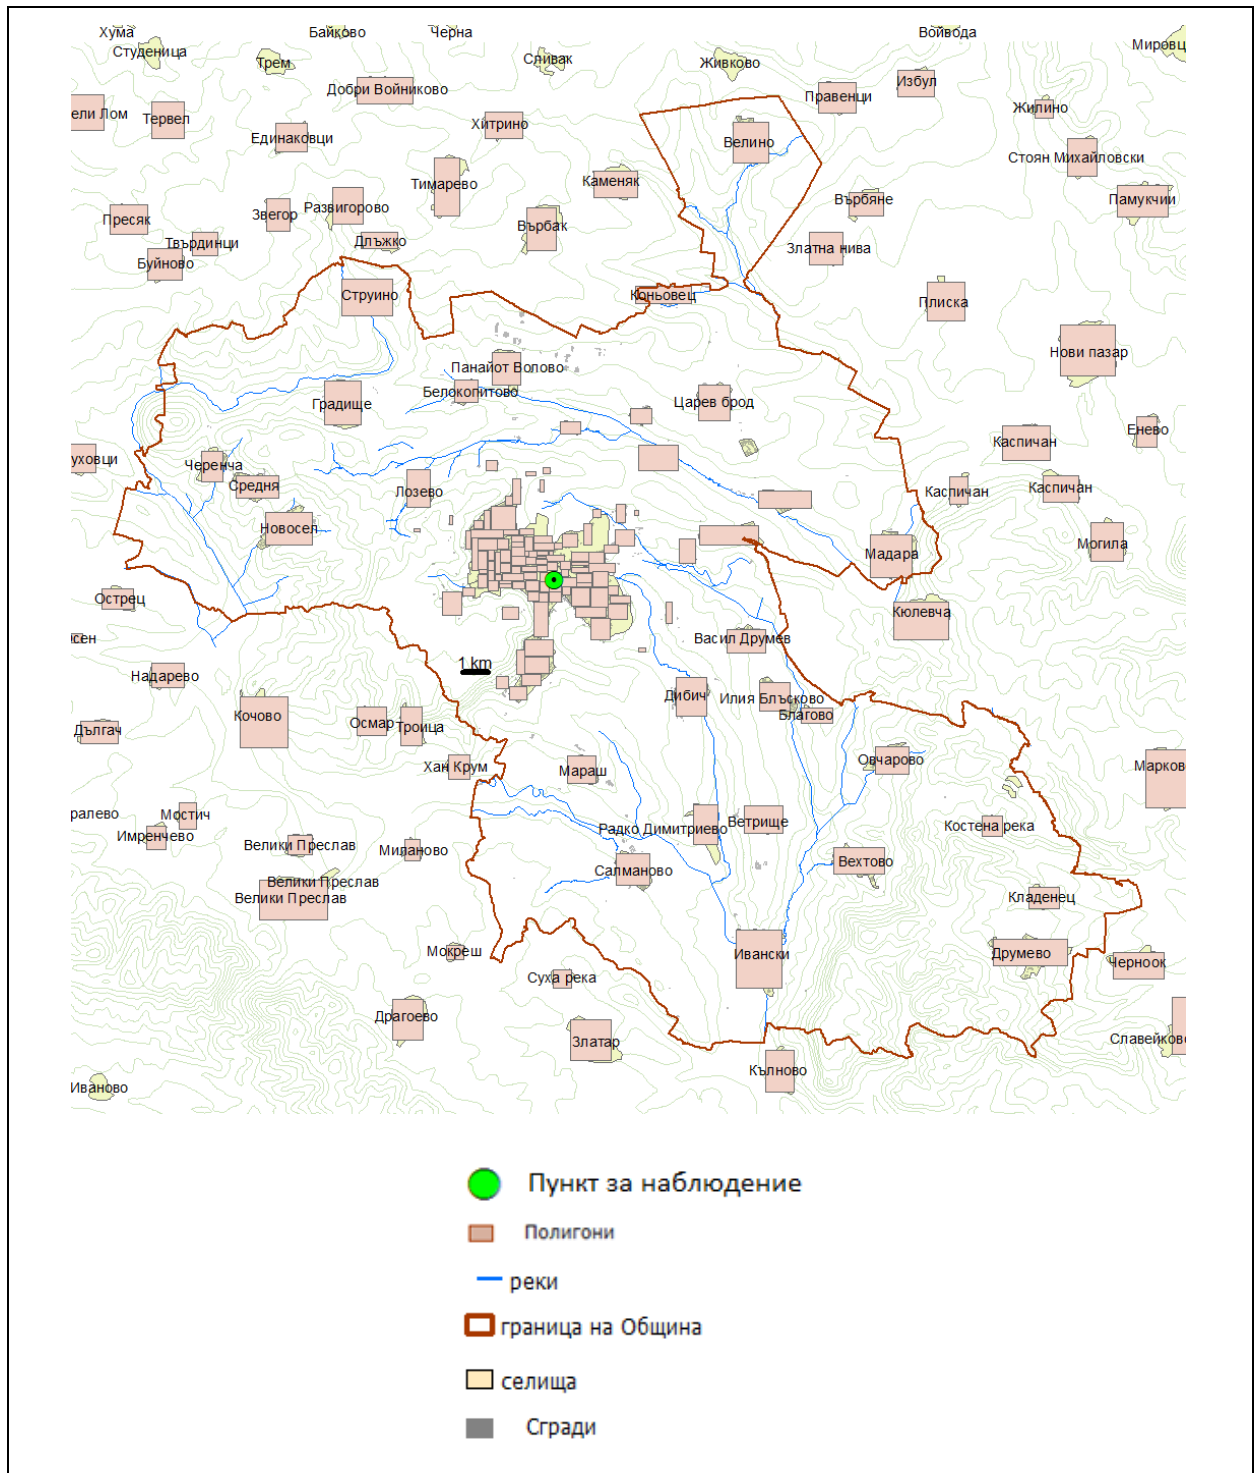 Хума
Байково
Черна
Войвода
Студеница
Трем
Сливак
Живково
Мировц
Добри Войниково
Правенци
Избул
ели Лом
Тервел
Единаковци
Хитрино
Велино
Жилино
Стоян Михайловски
Тимарево
Каменяк
Върбяне
Памукчии
Пресяк
Звегор
Развигорово
Върбак
Твърдинци
Длъжко
Златна нива
Буйново
Струино
Коньовец
Плиска
Нови пазар
Панайот Волово
Белокопитово
Градище
Царев брод
Енево
Каспичан
уховци
Черенча
Средня
Лозево
Каспичан
Каспичан
Новосел
Мадара
Могила
Острец
Кюлевча
сен
Васил Друмев
1 km
Надарево
Дибич
Илия Блъсково
Кочово
Осмар
Троица
Благово
Дългач
Хан Крум
Мараш
Овчарово
Марков
ралево
Мостич
Имренчево
Велики Преслав
Миланово
Радко Димитриево
Ветрище
Костена река
Салманово
Вехтово
Велики Преслав
Велики Преслав
Кладенец
Мокреш
Ивански
Друмево
Черноок
Суха река
Драгоево
Златар
Славейково
Кълново
Иваново
Пункт за наблюдение
Полигони
реки
граница на Община
селища
Сгради